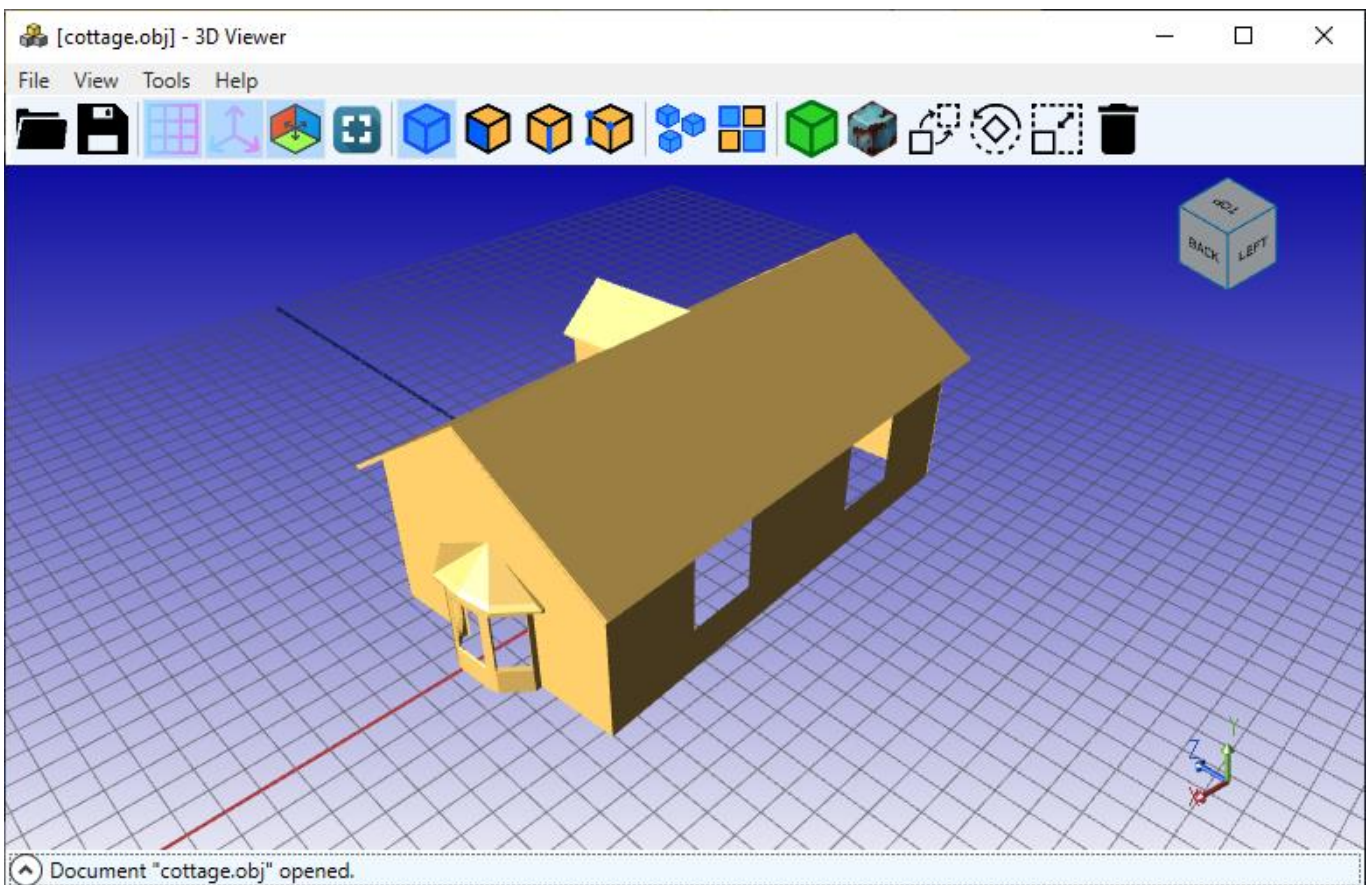 [cottage.obj] - 3D Viewer
File View Tools Help
TOP
BACK LEFT
Y
Z
X
Document "cottage.obj" opened.